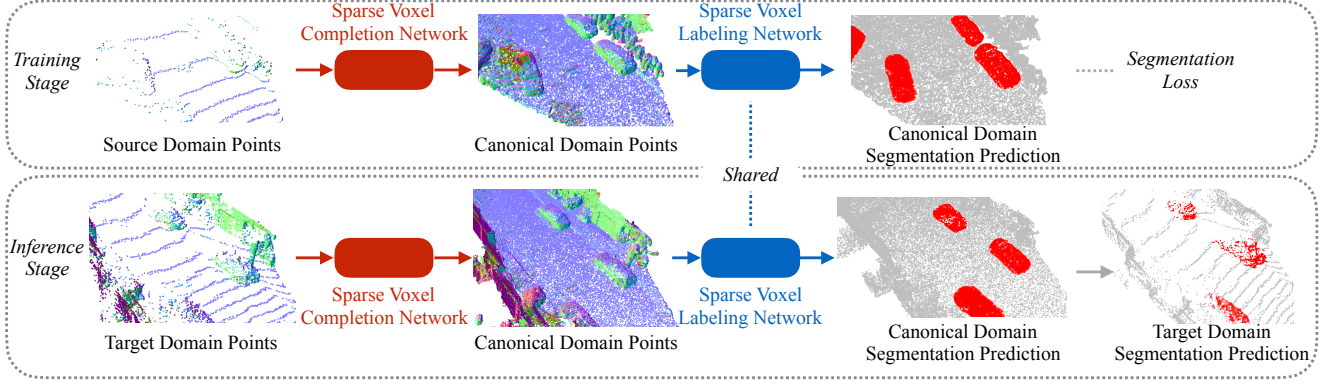 Training
Stage
Sparse Voxel
Completion Network
Sparse Voxel
Labeling Network
Segmentation
Loss
Source Domain Points
Canonical Domain Points
Canonical Domain
Segmentation Prediction
Shared
Inference
Stage
Sparse Voxel
Completion Network
Sparse Voxel
Labeling Network
Target Domain Points
Canonical Domain Points
Canonical Domain
Segmentation Prediction
Target Domain
Segmentation Prediction